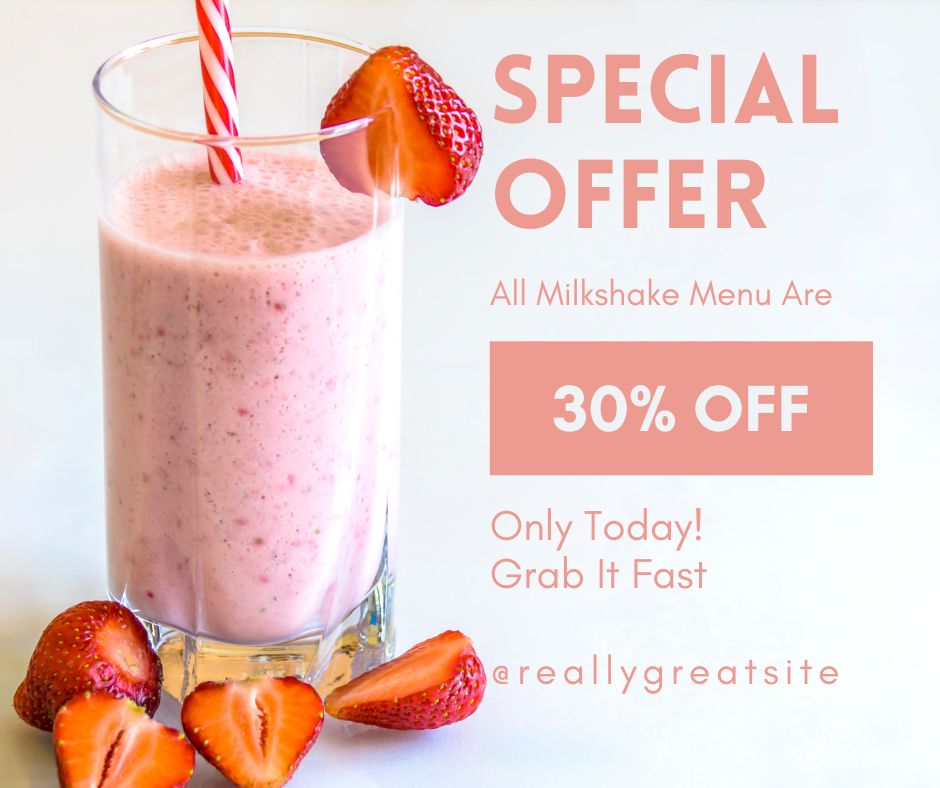 SPECIAL
OFFER
All Milkshake Menu Are
30% OFF
Only Today!
Grab It Fast
@reallygreatsite